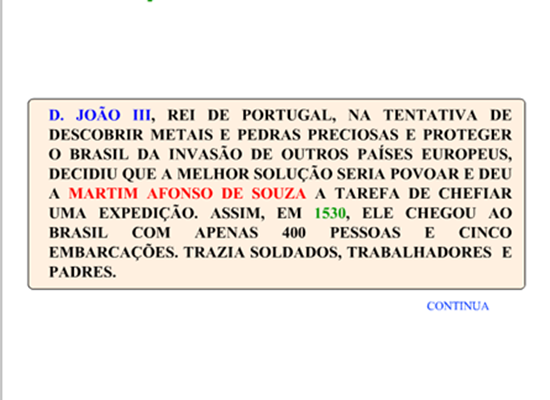 D. JOÃO III, REI DE PORTUGAL, NA TENTATIVA DE
DESCOBRIR METAIS E PEDRAS PRECIOSAS E PROTEGER
O BRASIL DA INVASÃO DE OUTROS PAÍSES EUROPEUS,
DECIDIU QUE A MELHOR SOLUÇÃO SERIA POVOAR E DEU
A MARTIM AFONSO DE SOUZA A TAREFA DE CHEFIAR
UMA EXPEDIÇÃO. ASSIM, EM 1530, ELE CHEGOU AO
BRASIL COM APENAS 400 PESSOAS E CINCO
EMBARCAÇÕES. TRAZIA SOLDADOS, TRABALHADORES E
PADRES.
CONTINUA